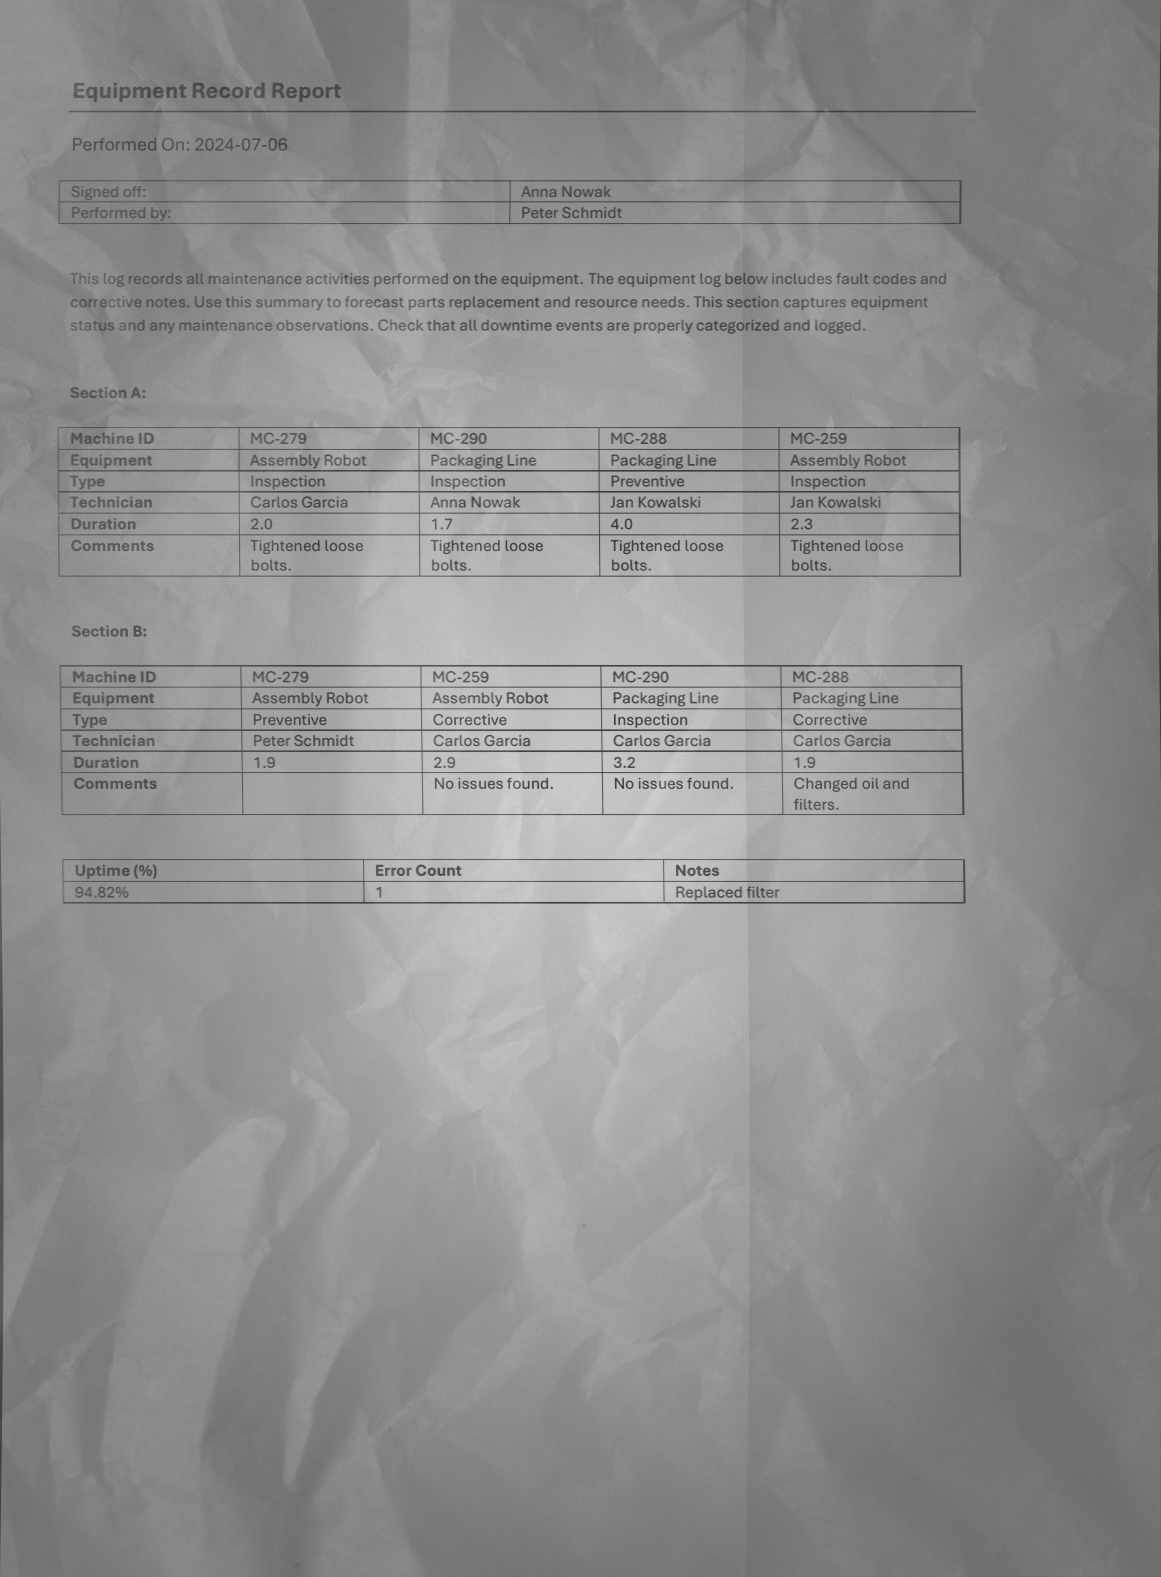 Equipment Record Report
Performed On: 2024-07-06
Signed off: Anna Nowak
Performed by: Peter Schmidt
This log records all maintenance activities performed on the equipment. The equipment log below includes fault codes and
corrective notes. Use this summary to forecast parts replacement and resource needs. This section captures equipment
status and any maintenance observations. Check that all downtime events are properly categorized and logged.
Section A:
Machine ID MC-279 MC-290 MC-288 MC-259
Equipment Assembly Robot Packaging Line Packaging Line Assembly Robot
Type Inspection Inspection Preventive Inspection
Technician Carlos Garcia Anna Nowak Jan Kowalski Jan Kowalski
Duration 2.0 1.7 4.0 2.3
Comments Tightened loose Tightened loose Tightened loose Tightened loose
bolts. bolts. bolts. bolts.
Section B:
Machine ID MC-279 MC-259 MC-290 MC-288
Equipment Assembly Robot Assembly Robot Packaging Line Packaging Line
Type Preventive Corrective Inspection Corrective
Technician Peter Schmidt Carlos Garcia Carlos Garcia Carlos Garcia
Duration 1.9 2.9 3.2 1.9
Comments No issues found. No issues found. Changed oil and
filters.
Uptime (%) Error Count Notes
94.82% 1 Replaced filter